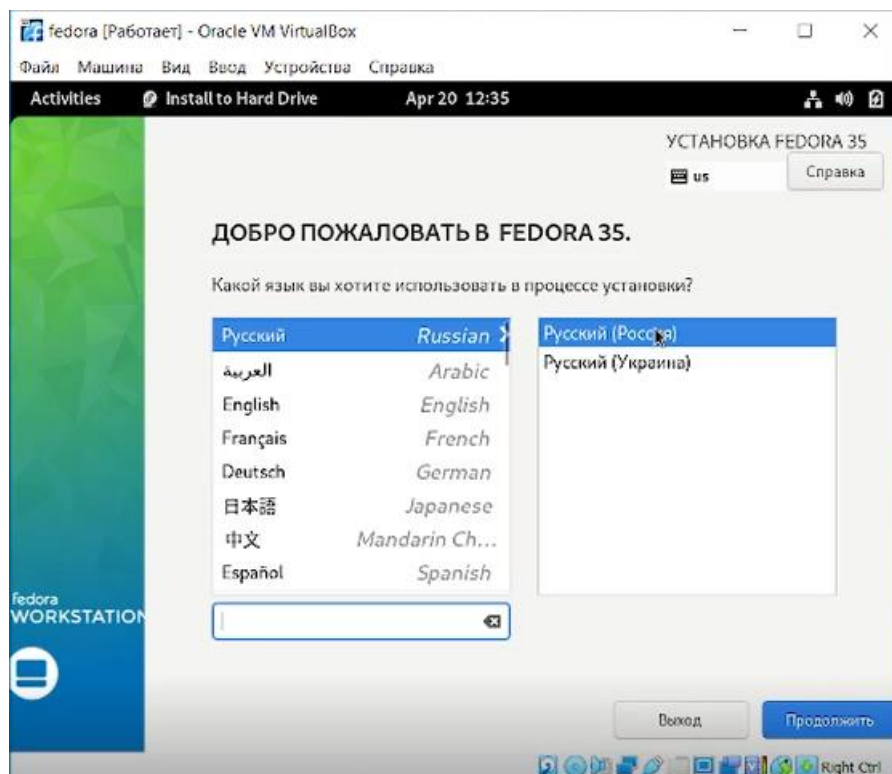 fedora [Работает] - Oracle VM VirtualBox
Файл Машина Вид Ввод Устройства Справка
Activities Install to Hard Drive Apr 20 12:35
УСТАНОВКА FEDORA 35
us Справка
ДОБРО ПОЖАЛОВАТЬ В FEDORA 35.
Какой язык вы хотите использовать в процессе установки?
Русский Russian
العربية Arabic
English English
Français French
Deutsch German
日本語 Japanese
中文 Mandarin Ch...
Español Spanish
Русский (Россия)
Русский (Украина)
fedora
WORKSTATION
Выход Продолжить
Right Ctrl